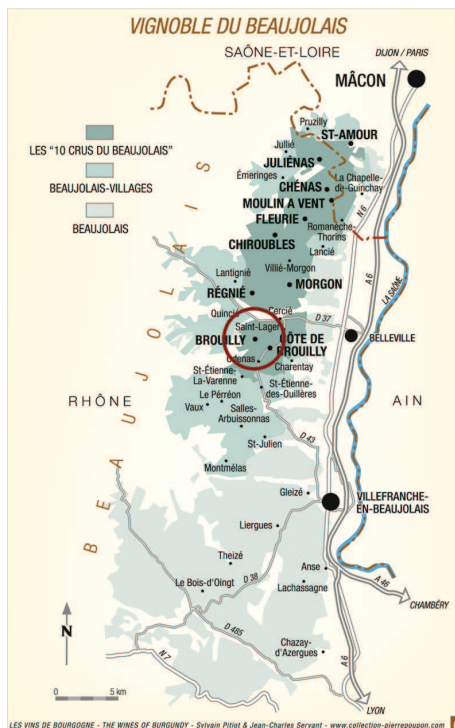 VIGNOBLE DU BEAUJOLAIS
SAÔNE-ET-LOIRE
DIJON / PARIS
MÂCON
Pruzilly
ST-AMOUR
LES "10 CRUS DU BEAUJOLAIS"
Jullié
JULIÉNAS
Émeringes
La Chapelle-
de-Guinchay
BEAUJOLAIS-VILLAGES
CHÉNAS
MOULIN A VENT
N 6
FLEURIE
Romanèche-
Thorins
BEAUJOLAIS
CHIROUBLES
Lancié
Villié-Morgon
A 6
LA SAÔNE
Lantignié
MORGON
RÉGNIÉ
Quincié
Cercié
D 37
Saint-Lager
BROUILLY
CÔTE DE
BROUILLY
BELLEVILLE
Odenas
Charentay
St-Étienne-
La-Varenne
St-Étienne-
des-Ouillères
RHÔNE
AIN
Le Pérréon
Vaux
Salles-
Arbuissonnas
D 43
St-Julien
Montmélas
BEAUJOLAIS
Gleizé
VILLEFRANCHE-
EN-BEAUJOLAIS
Liergues
Theizé
Anse
Le Bois-d'Oingt
D 38
Lachassagne
A 46
CHAMBÉRY
N
D 485
Chazay-
d'Azergues
N 7
A 6
0
5 km
LYON
LES VINS DE BOURGOGNE - THE WINES OF BURGUNDY - Sylvain Pitiot & Jean-Charles Servant - www.collection-pierrepoupon.com